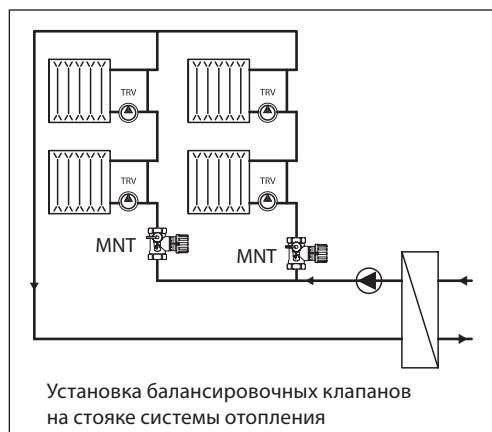 TRV
TRV
TRV
TRV
MNT
MNT
Установка балансировочных клапанов
на стояке системы отопления